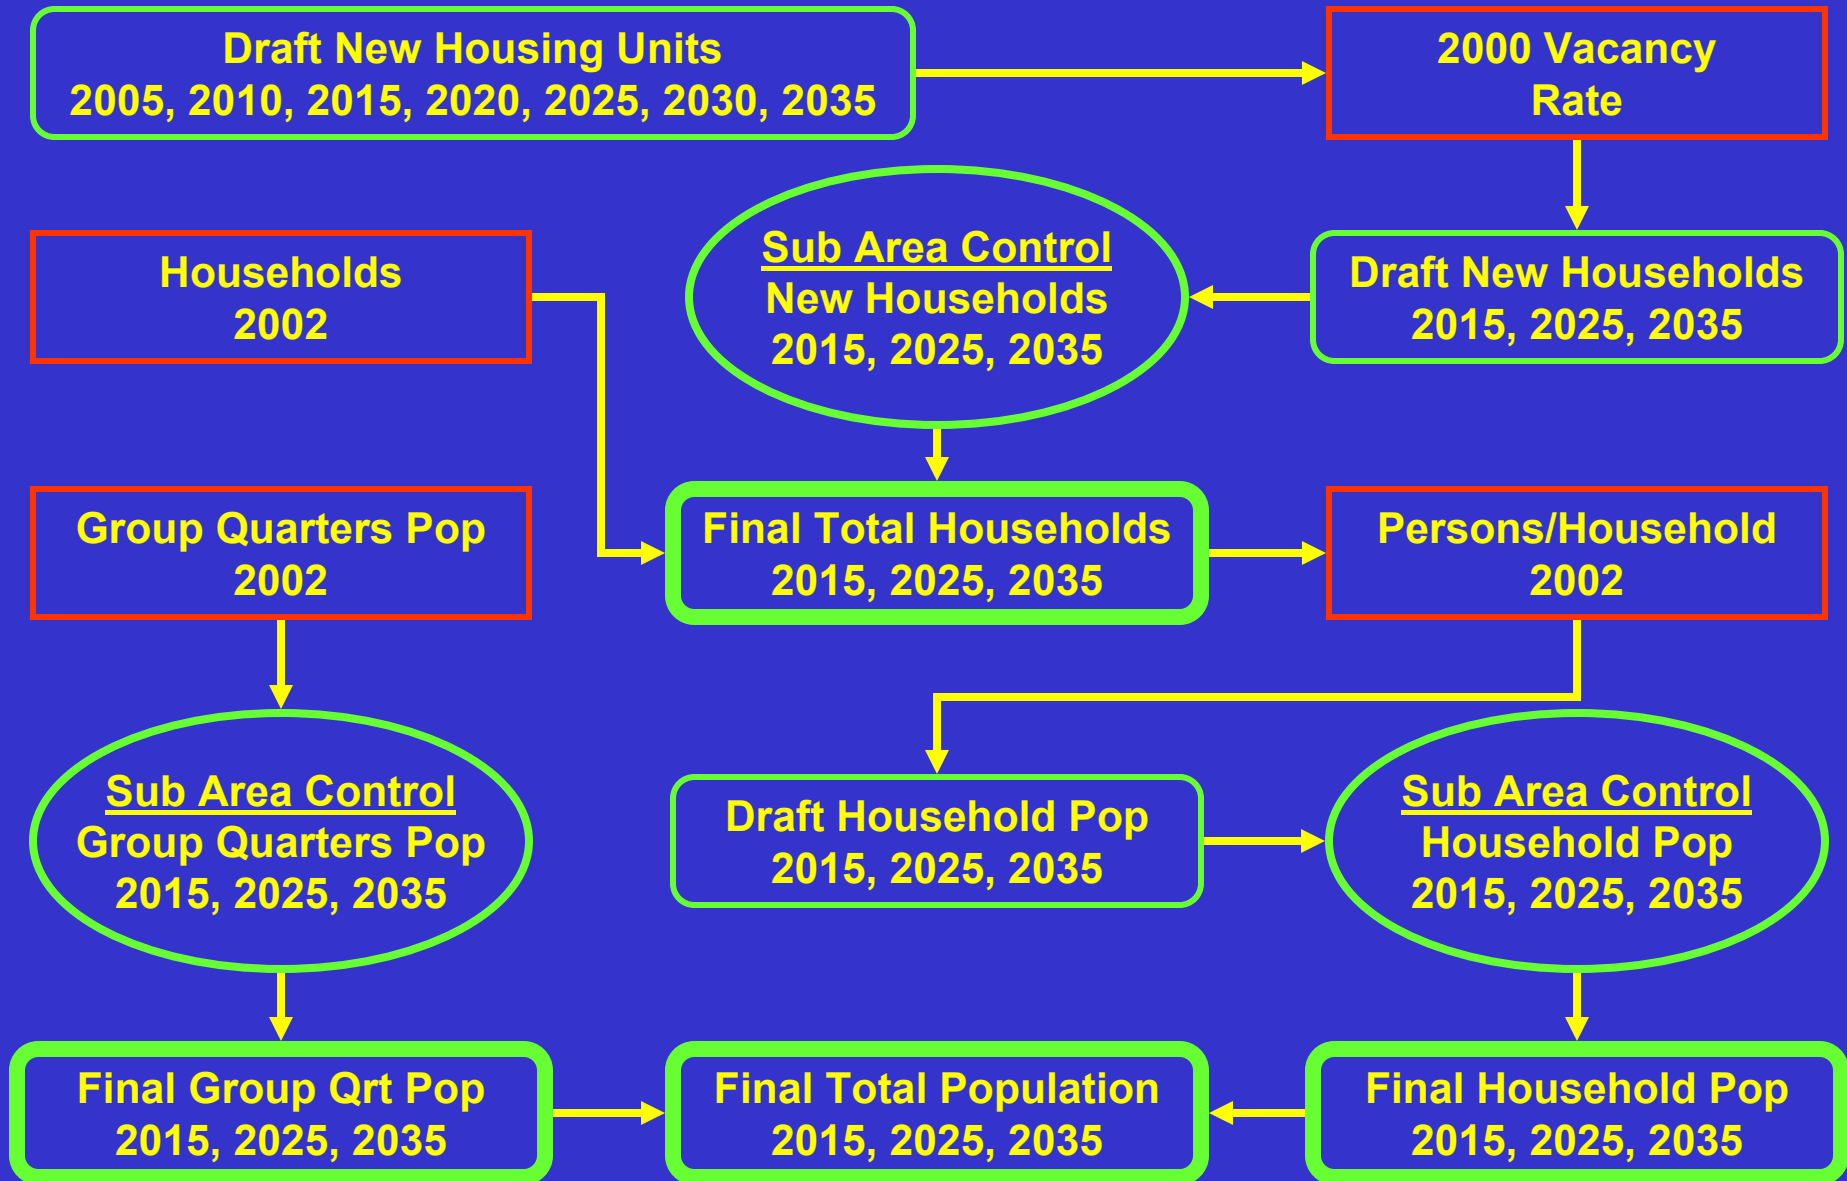 Draft New Housing Units
2005, 2010, 2015, 2020, 2025, 2030, 2035
2000 Vacancy
Rate
Households
2002
Sub Area Control
New Households
2015, 2025, 2035
Draft New Households
2015, 2025, 2035
Group Quarters Pop
2002
Final Total Households
2015, 2025, 2035
Persons/Household
2002
Sub Area Control
Group Quarters Pop
2015, 2025, 2035
Draft Household Pop
2015, 2025, 2035
Sub Area Control
Household Pop
2015, 2025, 2035
Final Group Qrt Pop
2015, 2025, 2035
Final Total Population
2015, 2025, 2035
Final Household Pop
2015, 2025, 2035